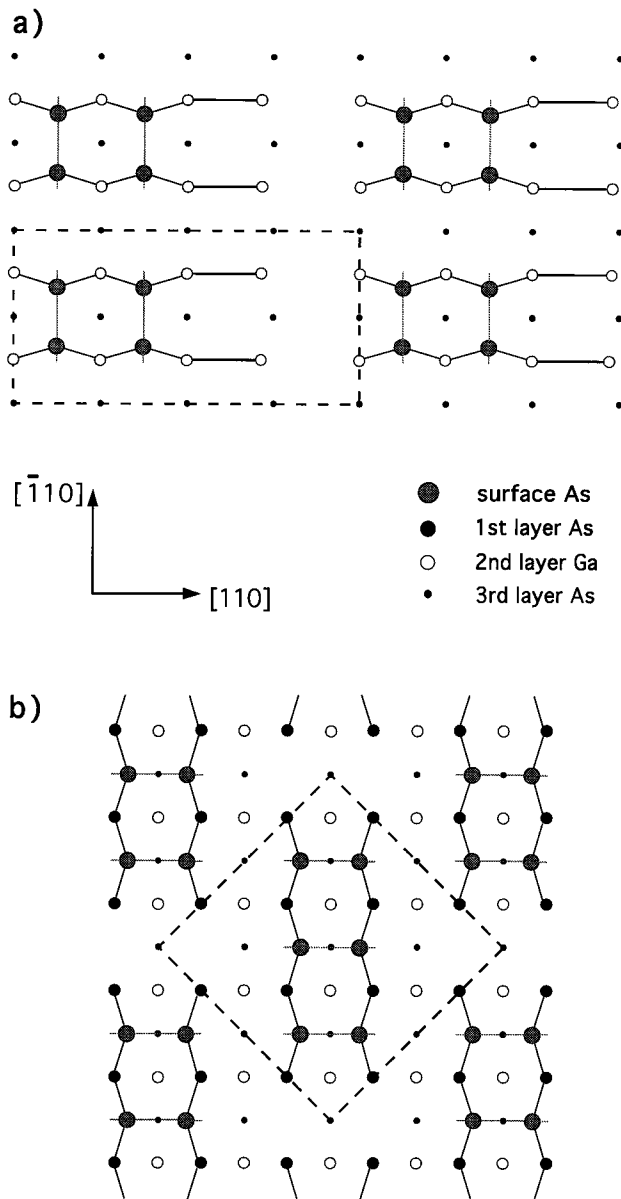 a)
[1̄10]
[110]
surface As
1st layer As
2nd layer Ga
3rd layer As
b)